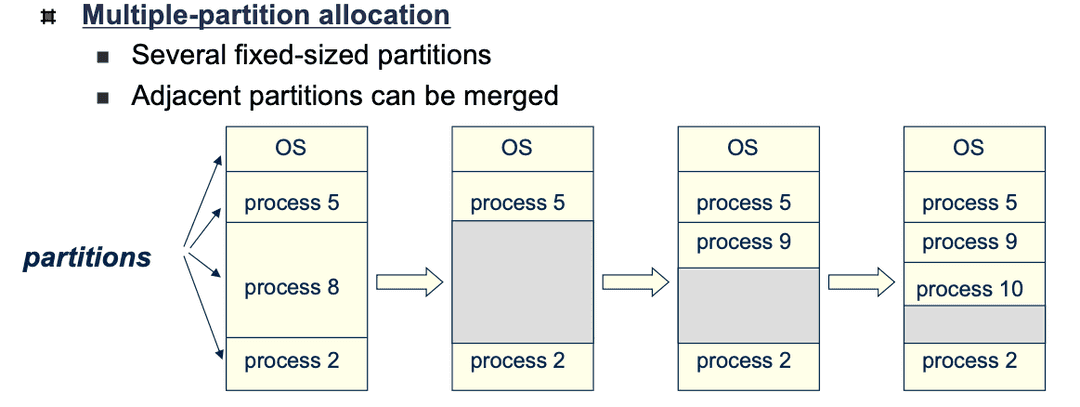 Multiple-partition allocation
Several fixed-sized partitions
Adjacent partitions can be merged
partitions
OS
process 5
process 8
process 2
OS
process 5
process 2
OS
process 5
process 9
process 2
OS
process 5
process 9
process 10
process 2